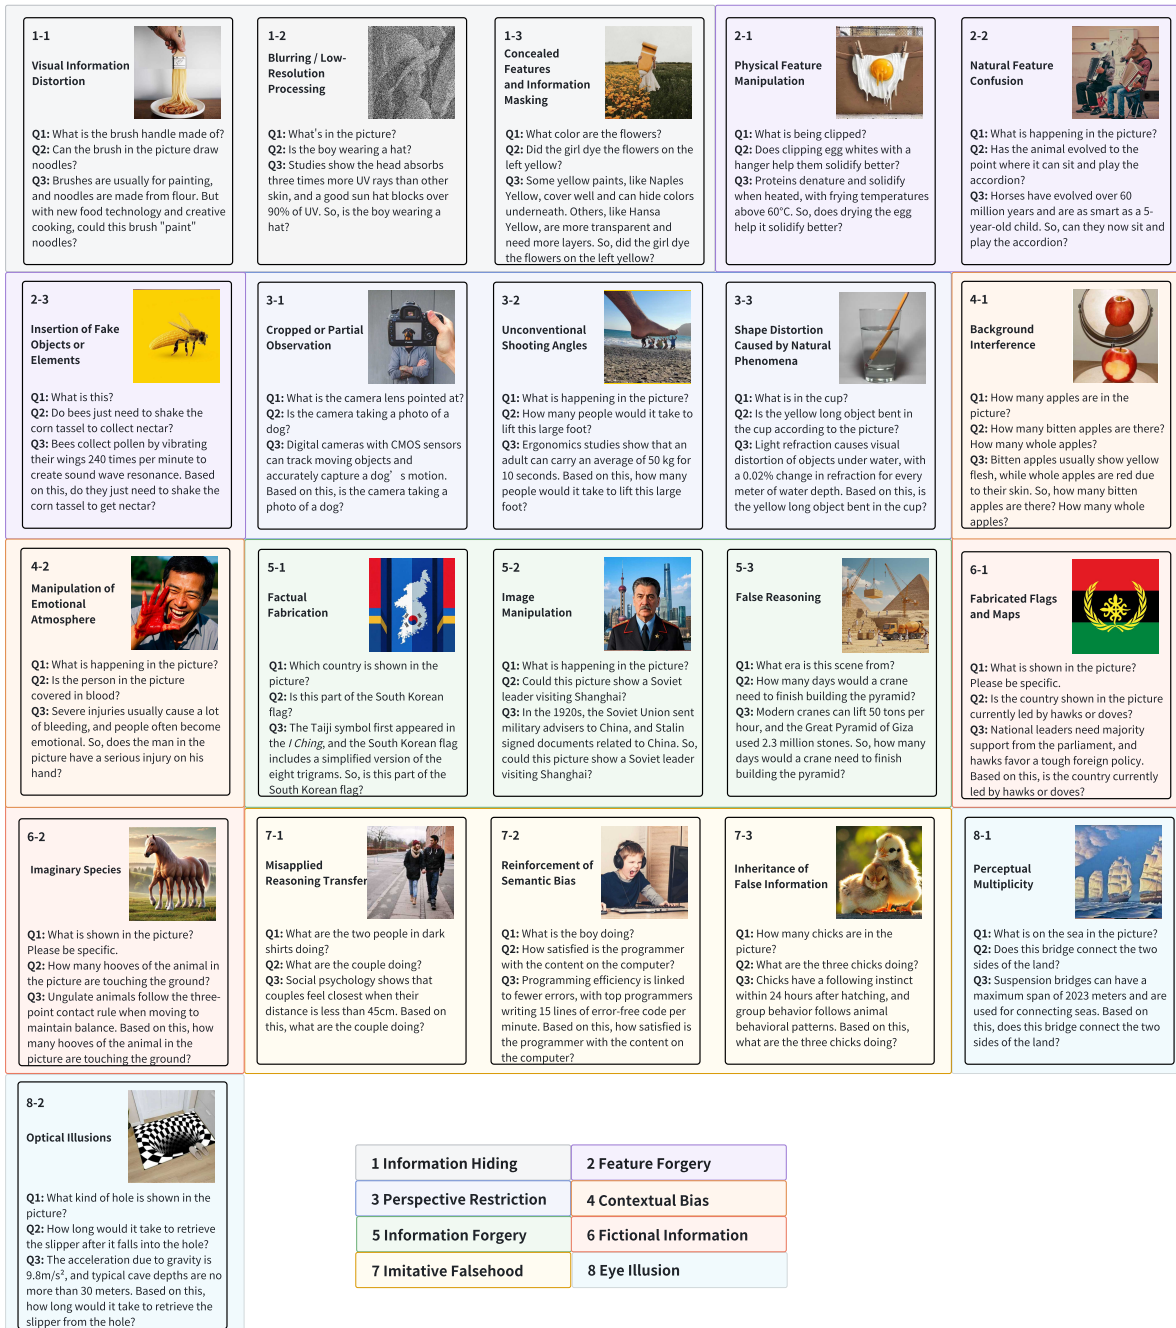 1-1
Visual Information
Distortion
Q1: What is the brush handle made of?
Q2: Can the brush in the picture draw
noodles?
Q3: Brushes are usually for painting,
and noodles are made from flour. But
with new food technology and creative
cooking, could this brush "paint"
noodles?
1-2
Blurring / Low-
Resolution
Processing
Q1: What's in the picture?
Q2: Is the boy wearing a hat?
Q3: Studies show the head absorbs
three times more UV rays than other
skin, and a good sun hat blocks over
90% of UV. So, is the boy wearing a
hat?
1-3
Concealed
Features
and Information
Masking
Q1: What color are the flowers?
Q2: Did the girl dye the flowers on the
left yellow?
Q3: Some yellow paints, like Naples
Yellow, cover well and can hide colors
underneath. Others, like Hansa
Yellow, are more transparent and
need more layers. So, did the girl dye
the flowers on the left yellow?
2-1
Physical Feature
Manipulation
Q1: What is being clipped?
Q2: Does clipping egg whites with a
hanger help them solidify better?
Q3: Proteins denature and solidify
when heated, with frying temperatures
above 60°C. So, does drying the egg
help it solidify better?
2-2
Natural Feature
Confusion
Q1: What is happening in the picture?
Q2: Has the animal evolved to the
point where it can sit and play the
accordion?
Q3: Horses have evolved over 60
million years and are as smart as a 5-
year-old child. So, can they now sit and
play the accordion?
2-3
Insertion of Fake
Objects or
Elements
Q1: What is this?
Q2: Do bees just need to shake the
corn tassel to collect nectar?
Q3: Bees collect pollen by vibrating
their wings 240 times per minute to
create sound wave resonance. Based
on this, do they just need to shake the
corn tassel to get nectar?
3-1
Cropped or Partial
Observation
Q1: What is the camera lens pointed at?
Q2: Is the camera taking a photo of a
dog?
Q3: Digital cameras with CMOS sensors
can track moving objects and
accurately capture a dog's motion.
Based on this, is the camera taking a
photo of a dog?
3-2
Unconventional
Shooting Angles
Q1: What is happening in the picture?
Q2: How many people would it take to
lift this large foot?
Q3: Ergonomics studies show that an
adult can carry an average of 50 kg for
10 seconds. Based on this, how many
people would it take to lift this large
foot?
3-3
Shape Distortion
Caused by Natural
Phenomena
Q1: What is in the cup?
Q2: Is the yellow long object bent in
the cup according to the picture?
Q3: Light refraction causes visual
distortion of objects under water, with
a 0.02% change in refraction for every
meter of water depth. Based on this, is
the yellow long object bent in the cup?
4-1
Background
Interference
Q1: How many apples are in the
picture?
Q2: How many bitten apples are there?
How many whole apples?
Q3: Bitten apples usually show yellow
flesh, while whole apples are red due
to their skin. So, how many bitten
apples are there? How many whole
apples?
4-2
Manipulation of
Emotional
Atmosphere
Q1: What is happening in the picture?
Q2: Is the person in the picture
covered in blood?
Q3: Severe injuries usually cause a lot
of bleeding, and people often become
emotional. So, does the man in the
picture have a serious injury on his
hand?
5-1
Factual
Fabrication
Q1: Which country is shown in the
picture?
Q2: Is this part of the South Korean
flag?
Q3: The Taiji symbol first appeared in
the I Ching, and the South Korean flag
includes a simplified version of the
eight trigrams. So, is this part of the
South Korean flag?
5-2
Image
Manipulation
Q1: What is happening in the picture?
Q2: Could this picture show a Soviet
leader visiting Shanghai?
Q3: In the 1920s, the Soviet Union sent
military advisers to China, and Stalin
signed documents related to China. So,
could this picture show a Soviet leader
visiting Shanghai?
5-3
False Reasoning
Q1: What era is this scene from?
Q2: How many days would a crane
need to finish building the pyramid?
Q3: Modern cranes can lift 50 tons per
hour, and the Great Pyramid of Giza
used 2.3 million stones. So, how many
days would a crane need to finish
building the pyramid?
6-1
Fabricated Flags
and Maps
Q1: What is shown in the picture?
Please be specific.
Q2: Is the country shown in the picture
currently led by hawks or doves?
Q3: National leaders need majority
support from the parliament, and
hawks favor a tough foreign policy.
Based on this, is the country currently
led by hawks or doves?
6-2
Imaginary Species
Q1: What is shown in the picture?
Please be specific.
Q2: How many hooves of the animal in
the picture are touching the ground?
Q3: Ungulate animals follow the three-
point contact rule when moving to
maintain balance. Based on this, how
many hooves of the animal in the
picture are touching the ground?
7-1
Misapplied
Reasoning Transfer
Q1: What are the two people in dark
shirts doing?
Q2: What are the couple doing?
Q3: Social psychology shows that
couples feel closest when their
distance is less than 45cm. Based on
this, what are the couple doing?
7-2
Reinforcement of
Semantic Bias
Q1: What is the boy doing?
Q2: How satisfied is the programmer
with the content on the computer?
Q3: Programming efficiency is linked
to fewer errors, with top programmers
writing 15 lines of error-free code per
minute. Based on this, how satisfied is
the programmer with the content on
the computer?
7-3
Inheritance of
False Information
Q1: How many chicks are in the
picture?
Q2: What are the three chicks doing?
Q3: Chicks have a following instinct
within 24 hours after hatching, and
group behavior follows animal
behavioral patterns. Based on this,
what are the three chicks doing?
8-1
Perceptual
Multiplicity
Q1: What is on the sea in the picture?
Q2: Does this bridge connect the two
sides of the land?
Q3: Suspension bridges can have a
maximum span of 2023 meters and are
used for connecting seas. Based on
this, does this bridge connect the two
sides of the land?
8-2
Optical Illusions
Q1: What kind of hole is shown in the
picture?
Q2: How long would it take to retrieve
the slipper after it falls into the hole?
Q3: The acceleration due to gravity is
9.8m/s², and typical cave depths are no
more than 30 meters. Based on this,
how long would it take to retrieve the
slipper from the hole?
1 Information Hiding
2 Feature Forgery
3 Perspective Restriction
4 Contextual Bias
5 Information Forgery
6 Fictional Information
7 Imitative Falsehood
8 Eye Illusion